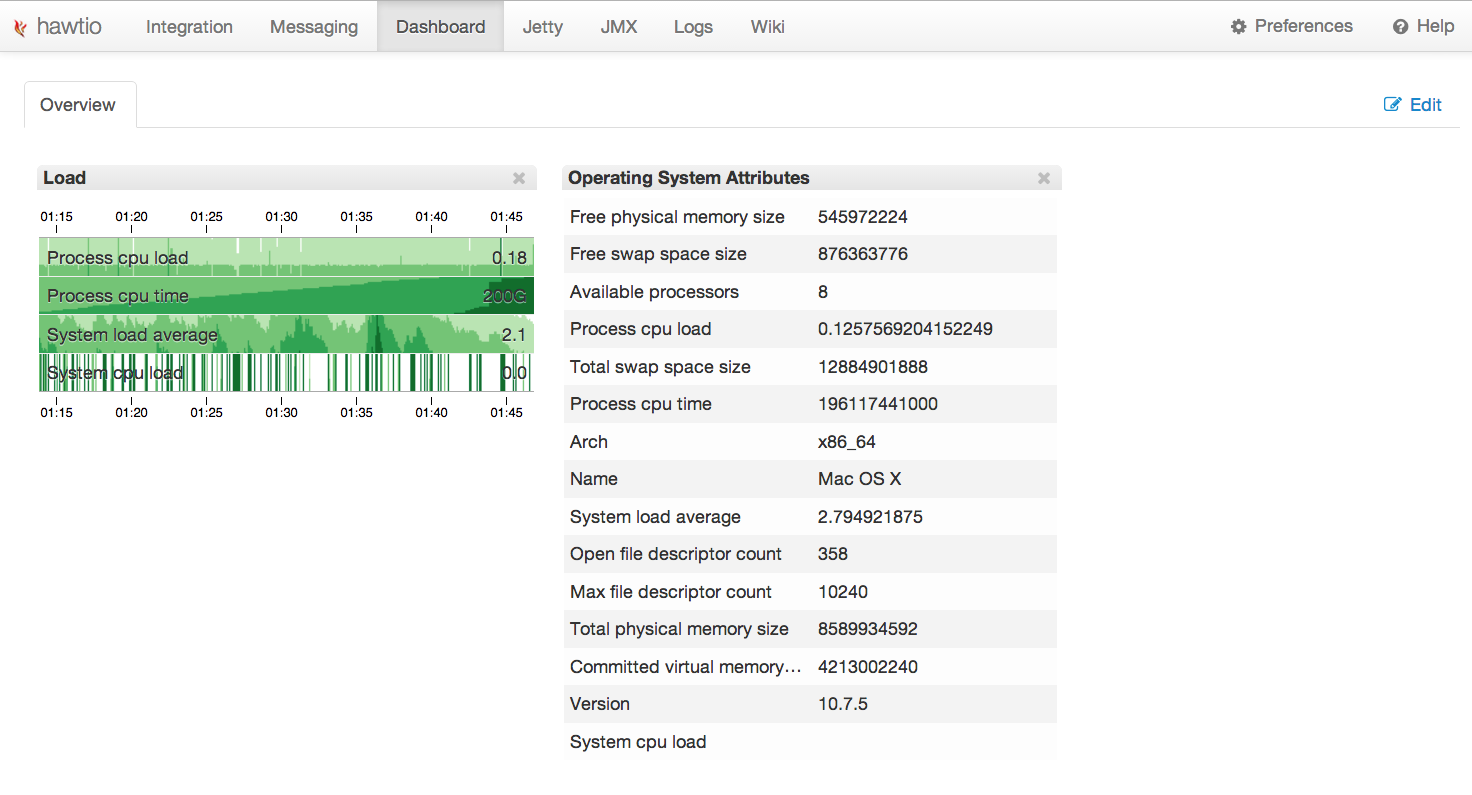 hawtio Integration Messaging Dashboard Jetty JMX Logs Wiki Preferences Help
Overview Edit
Load
01:15 01:20 01:25 01:30 01:35 01:40 01:45
Process cpu load 0.18
Process cpu time 200G
System load average 2.1
System cpu load 0.0
01:15 01:20 01:25 01:30 01:35 01:40 01:45
Operating System Attributes
Free physical memory size 545972224
Free swap space size 876363776
Available processors 8
Process cpu load 0.1257569204152249
Total swap space size 12884901888
Process cpu time 196117441000
Arch x86_64
Name Mac OS X
System load average 2.794921875
Open file descriptor count 358
Max file descriptor count 10240
Total physical memory size 8589934592
Committed virtual memory… 4213002240
Version 10.7.5
System cpu load